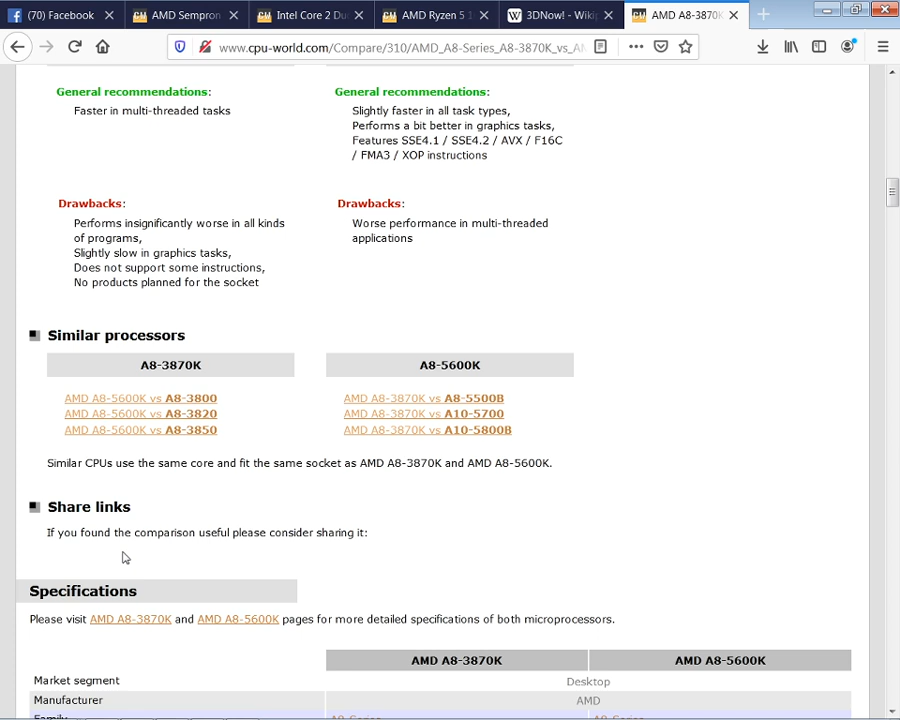 (70) Facebook
AMD Sempron
Intel Core 2 Du
AMD Ryzen 5 1
3DNow! - Wikip
AMD A8-3870K
www.cpu-world.com/Compare/310/AMD_A8-Series_A8-3870K_vs_AM
General recommendations:
Faster in multi-threaded tasks
General recommendations:
Slightly faster in all task types,
Performs a bit better in graphics tasks,
Features SSE4.1 / SSE4.2 / AVX / F16C
/ FMA3 / XOP instructions
Drawbacks:
Performs insignificantly worse in all kinds
of programs,
Slightly slow in graphics tasks,
Does not support some instructions,
No products planned for the socket
Drawbacks:
Worse performance in multi-threaded
applications
Similar processors
A8-3870K
AMD A8-5600K vs A8-3800
AMD A8-5600K vs A8-3820
AMD A8-5600K vs A8-3850
A8-5600K
AMD A8-3870K vs A8-5500B
AMD A8-3870K vs A10-5700
AMD A8-3870K vs A10-5800B
Similar CPUs use the same core and fit the same socket as AMD A8-3870K and AMD A8-5600K.
Share links
If you found the comparison useful please consider sharing it:
Specifications
Please visit AMD A8-3870K and AMD A8-5600K pages for more detailed specifications of both microprocessors.
AMD A8-3870K AMD A8-5600K
Market segment Desktop
Manufacturer AMD
Family A8-Series A8-Series